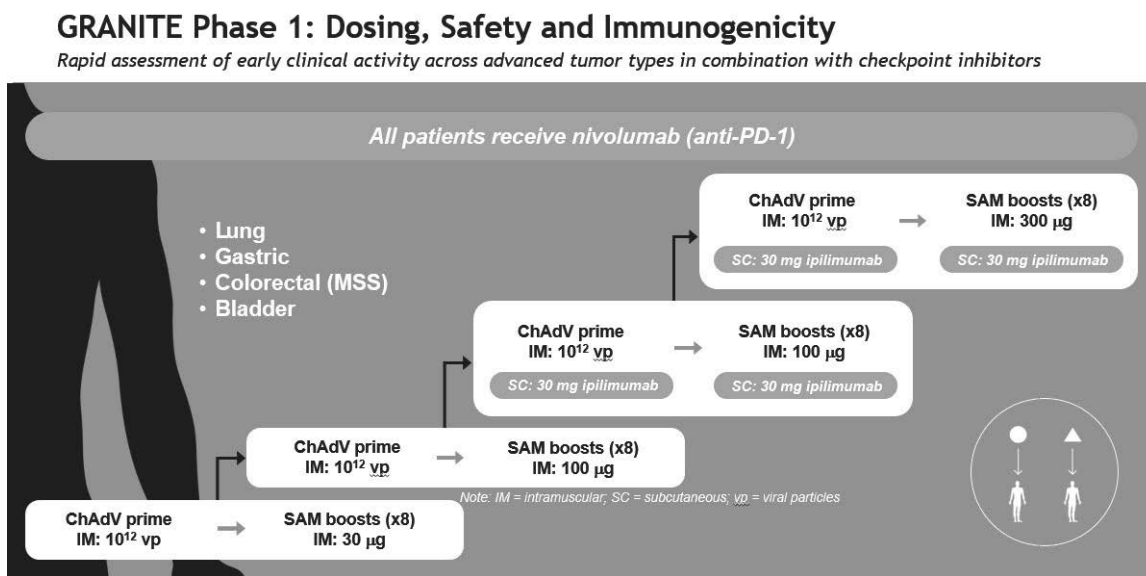 GRANITE Phase 1: Dosing, Safety and Immunogenicity
Rapid assessment of early clinical activity across advanced tumor types in combination with checkpoint inhibitors
All patients receive nivolumab (anti-PD-1)
• Lung
• Gastric
• Colorectal (MSS)
• Bladder
ChAdV prime
IM: 10¹² vp
SC: 30 mg ipilimumab
SAM boosts (x8)
IM: 300 µg
SC: 30 mg ipilimumab
ChAdV prime
IM: 10¹² vp
SC: 30 mg ipilimumab
SAM boosts (x8)
IM: 100 µg
SC: 30 mg ipilimumab
ChAdV prime
IM: 10¹² vp
SAM boosts (x8)
IM: 100 µg
Note: IM = intramuscular; SC = subcutaneous; vp = viral particles
ChAdV prime
IM: 10¹² vp
SAM boosts (x8)
IM: 30 µg